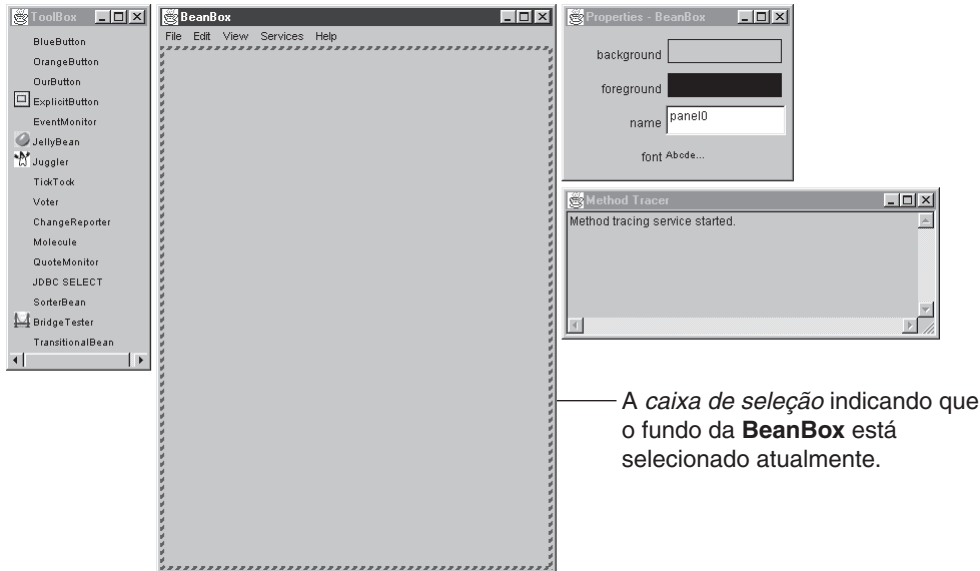 ToolBox
BlueButton
OrangeButton
OurButton
ExplicitButton
EventMonitor
JellyBean
Juggler
TickTock
Voter
ChangeReporter
Molecule
QuoteMonitor
JDBC SELECT
SorterBean
BridgeTester
TransitionalBean
BeanBox
File Edit View Services Help
Properties - BeanBox
background
foreground
name panel0
font Abcde...
Method Tracer
Method tracing service started.
A caixa de seleção indicando que
o fundo da BeanBox está
selecionado atualmente.